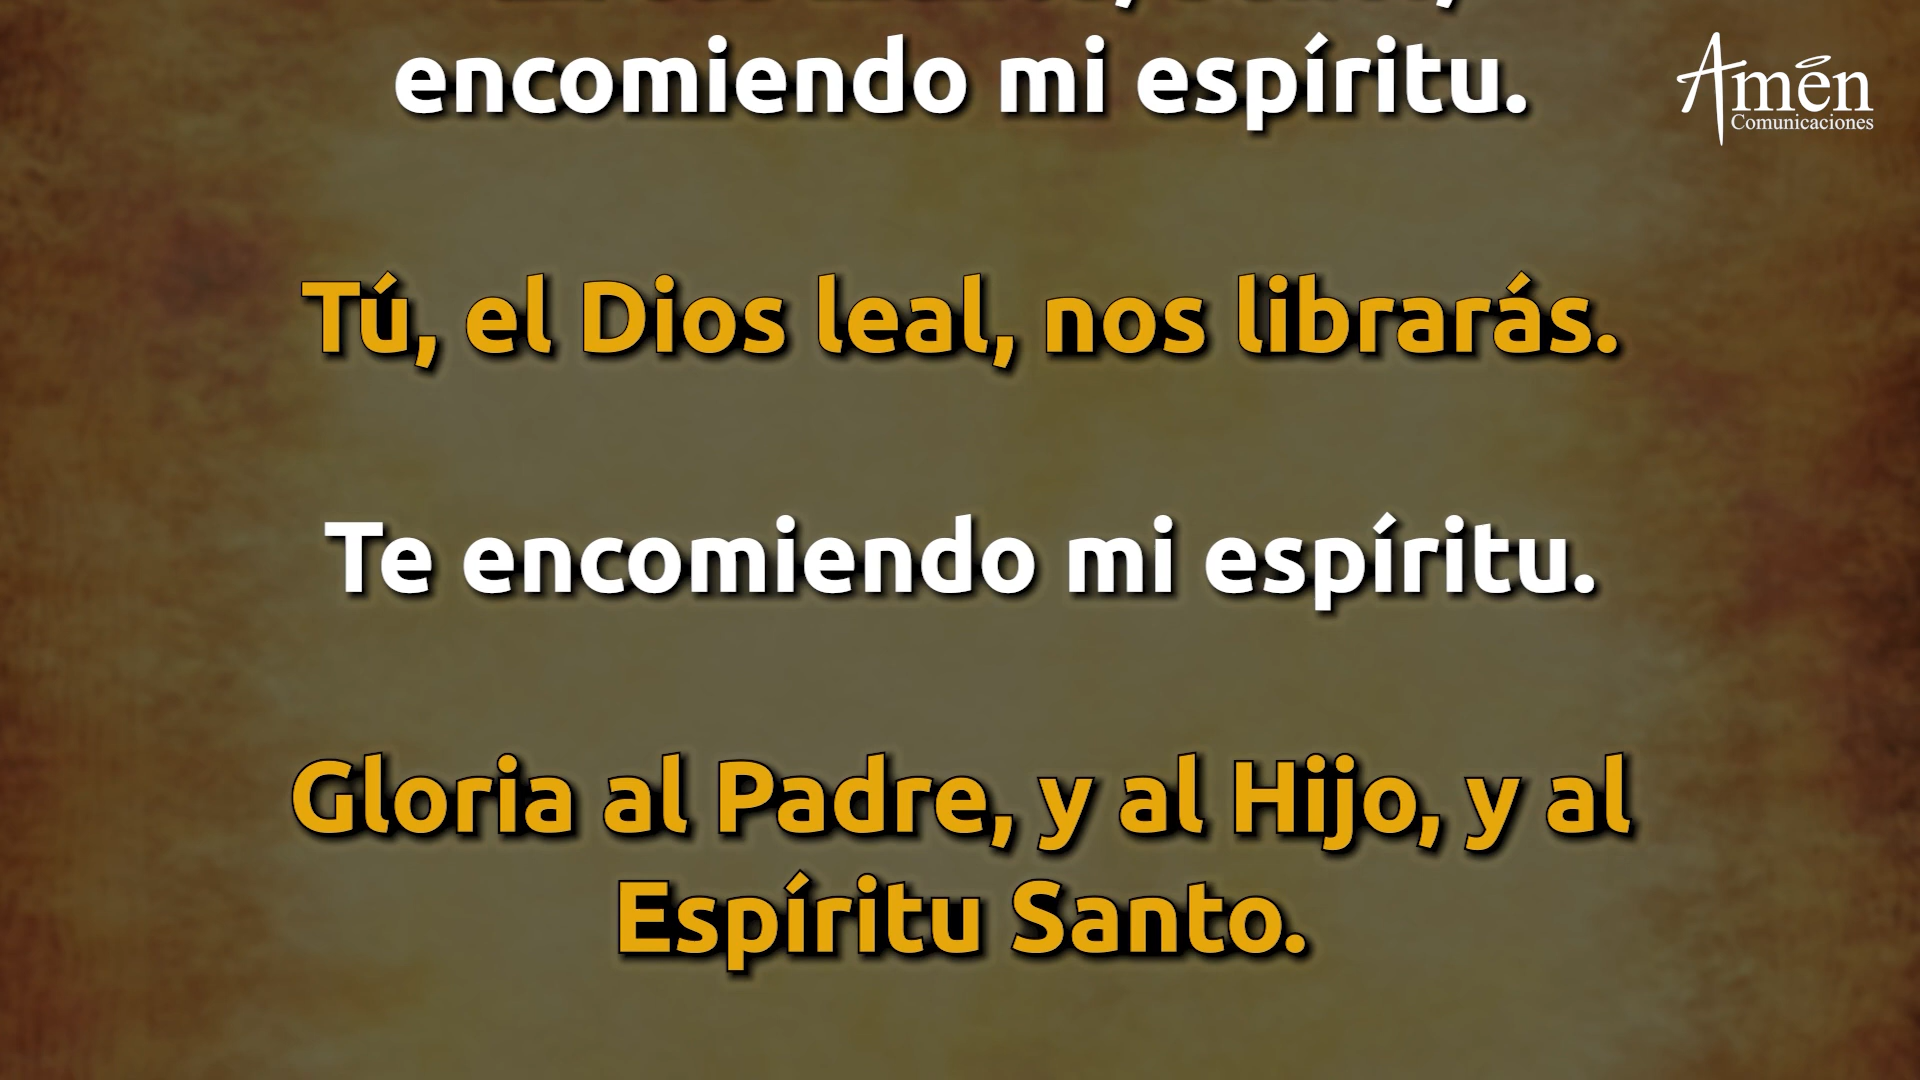 encomiendo mi espíritu.
Amén
Comunicaciones
Tú, el Dios leal, nos librarás.
Te encomiendo mi espíritu.
Gloria al Padre, y al Hijo, y al
Espíritu Santo.